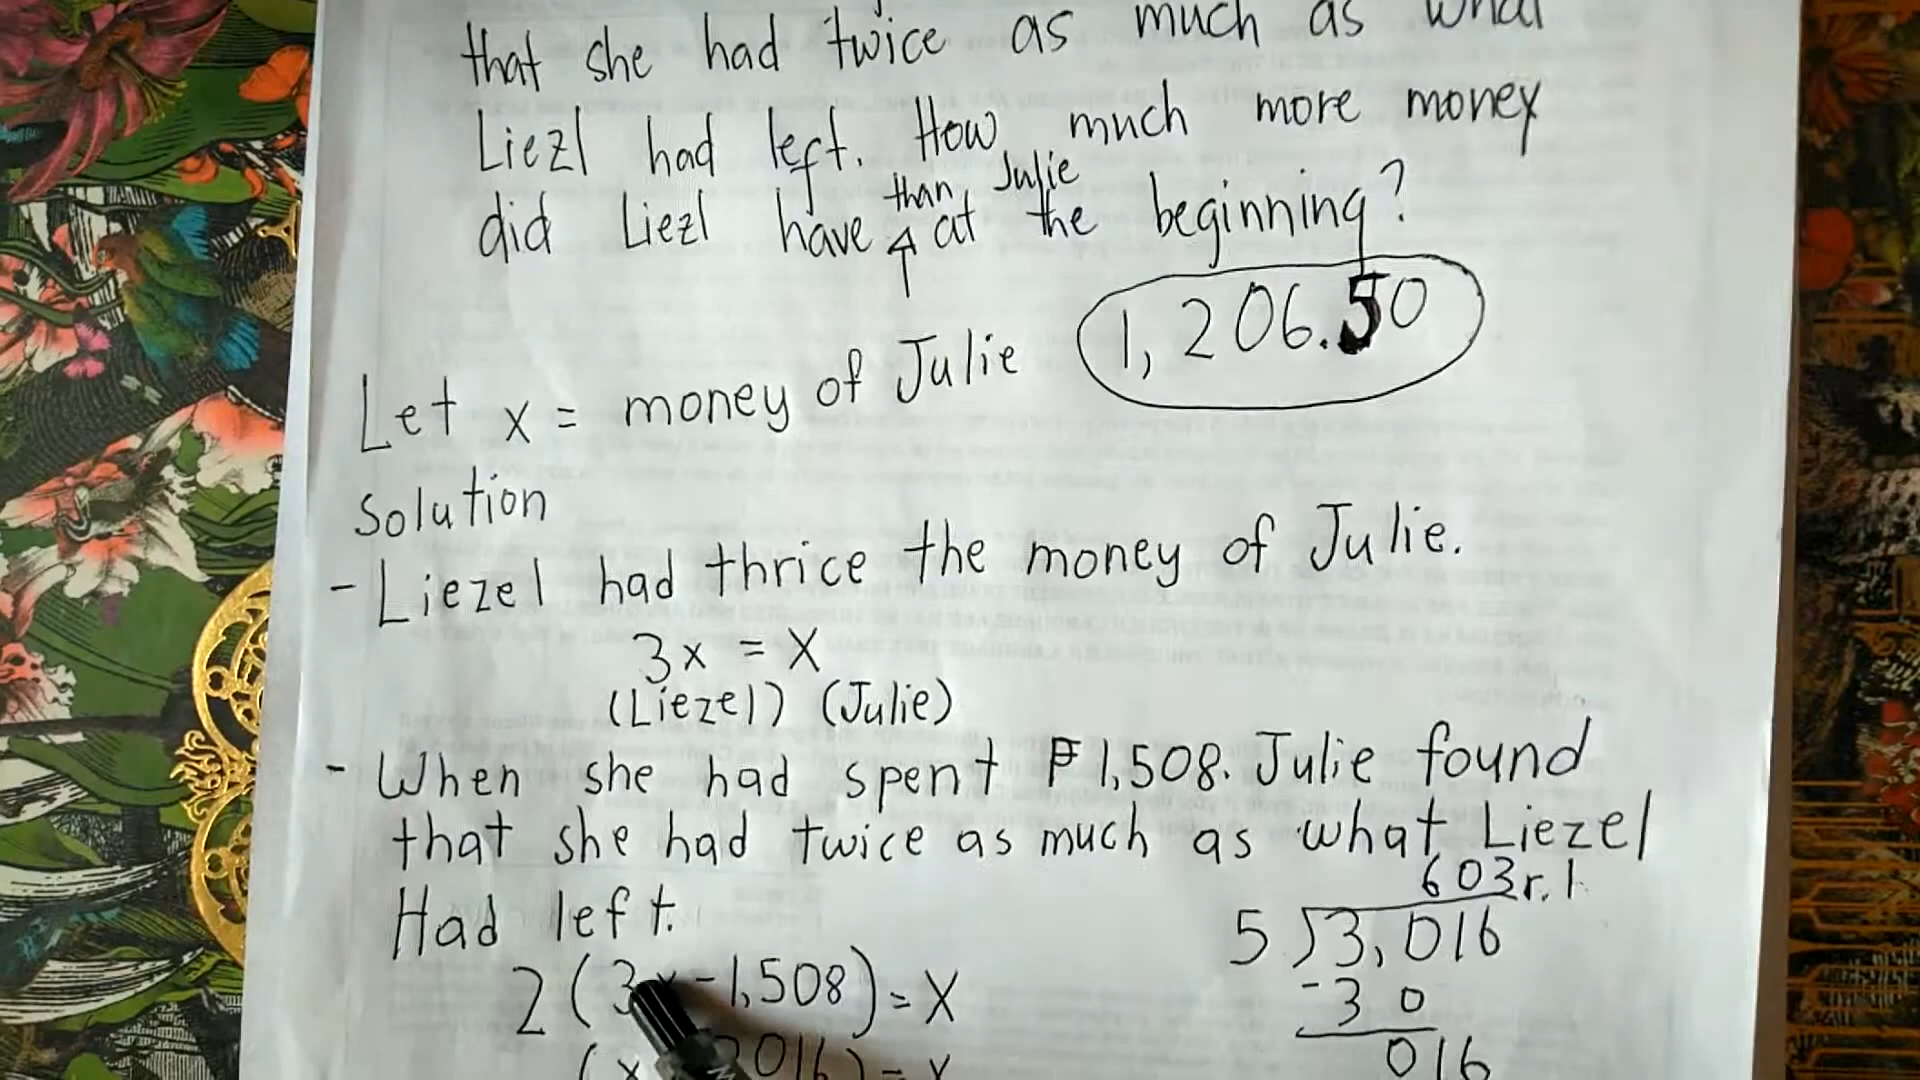 that she had twice as much as what
Liezl had left. How much more money
than Julie
did Liezl have at the beginning?
1,206.50
Let x = money of Julie
Solution
- Liezel had thrice the money of Julie.
3x = x
(Liezel) (Julie)
- When she had spent ₱1,508. Julie found
that she had twice as much as what Liezel
Had left.
603 r. 1
5 3,016
2(3x-1,508) = x
-3 0
016